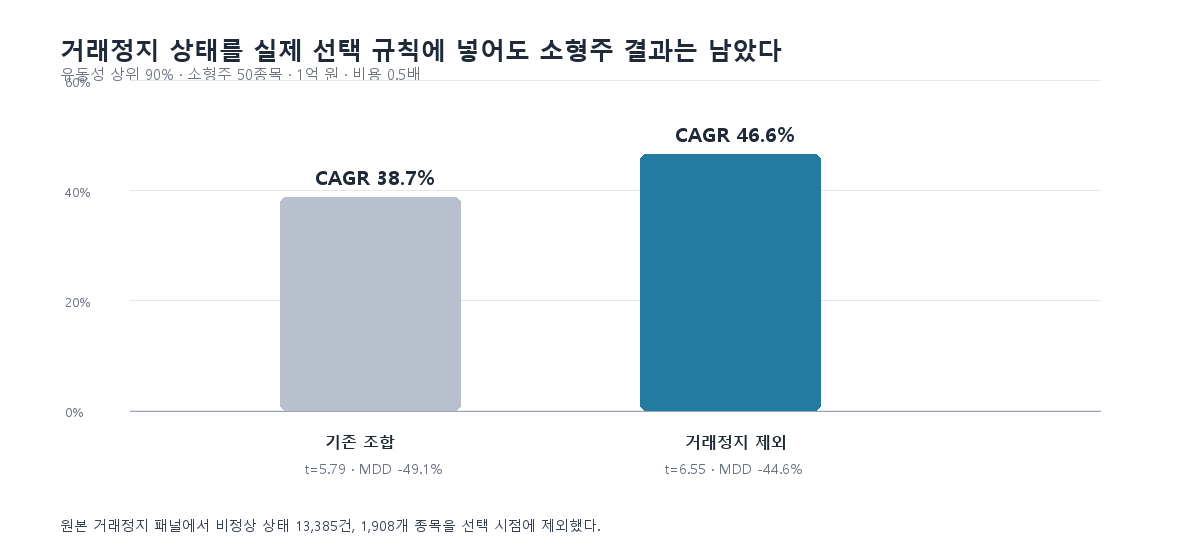 거래정지 상태를 실제 선택 규칙에 넣어도 소형주 결과는 남았다
유동성 상위 90% · 소형주 50종목 · 1억 원 · 비용 0.5배
60%
CAGR 46.6%
CAGR 38.7%
40%
20%
0%
기존 조합 거래정지 제외
t=5.79 · MDD -49.1% t=6.55 · MDD -44.6%
원본 거래정지 패널에서 비정상 상태 13,385건, 1,908개 종목을 선택 시점에 제외했다.